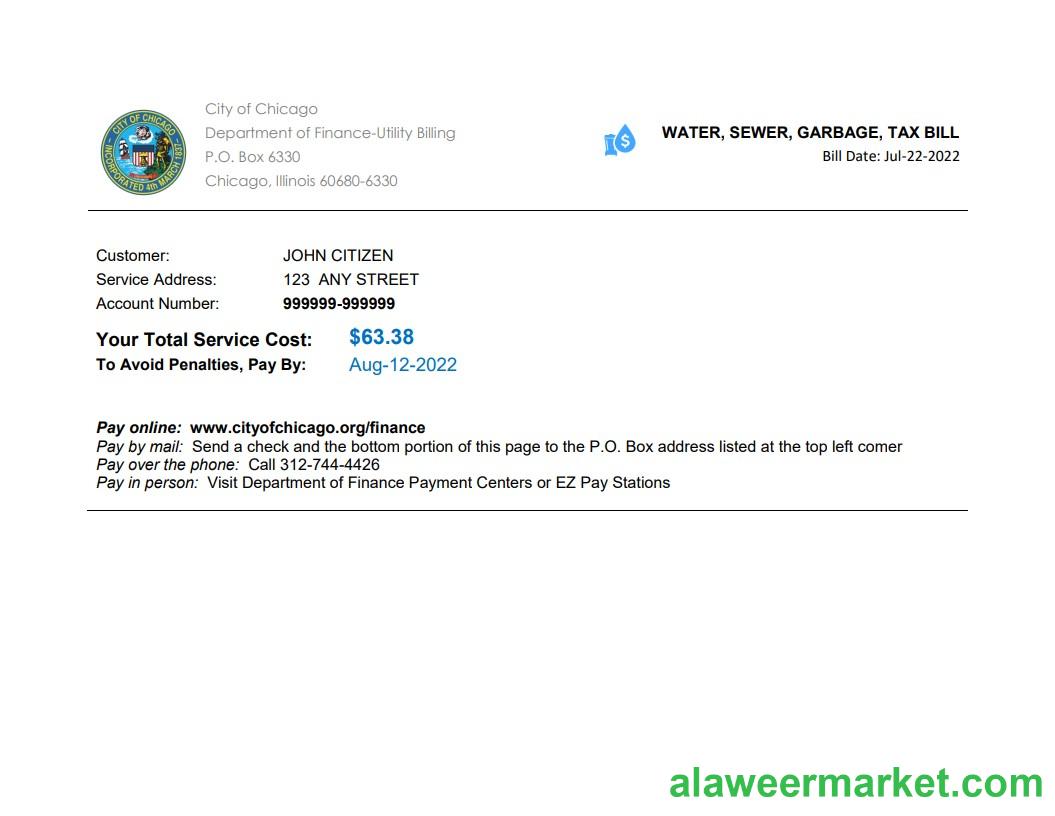 City of Chicago
Department of Finance-Utility Billing
P.O. Box 6330
Chicago, Illinois 60680-6330
CITY OF CHICAGO
INCORPORATED 4th MARCH 1837
$
WATER, SEWER, GARBAGE, TAX BILL
Bill Date: Jul-22-2022
Customer: JOHN CITIZEN
Service Address: 123 ANY STREET
Account Number: 999999-999999
Your Total Service Cost: $63.38
To Avoid Penalties, Pay By: Aug-12-2022
Pay online: www.cityofchicago.org/finance
Pay by mail: Send a check and the bottom portion of this page to the P.O. Box address listed at the top left comer
Pay over the phone: Call 312-744-4426
Pay in person: Visit Department of Finance Payment Centers or EZ Pay Stations
alaweermarket.com